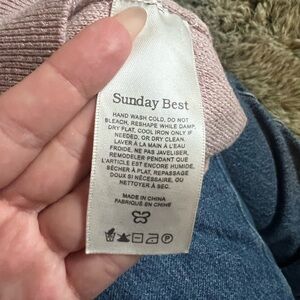 Sunday Best
HAND WASH COLD, DO NOT
BLEACH, RESHAPE WHILE DAMP,
DRY FLAT, COOL IRON ONLY IF
NEEDED, OR DRY CLEAN.
LAVER À LA MAIN À L'EAU
FROIDE, NE PAS JAVELISER,
REMODELER PENDANT QUE
L'ARTICLE EST ENCORE HUMIDE,
SÉCHER À PLAT, REPASSAGE
DOUX SI NÉCESSAIRE, OU
NETTOYER À SEC.
MADE IN CHINA
FABRIQUÉ EN CHINE